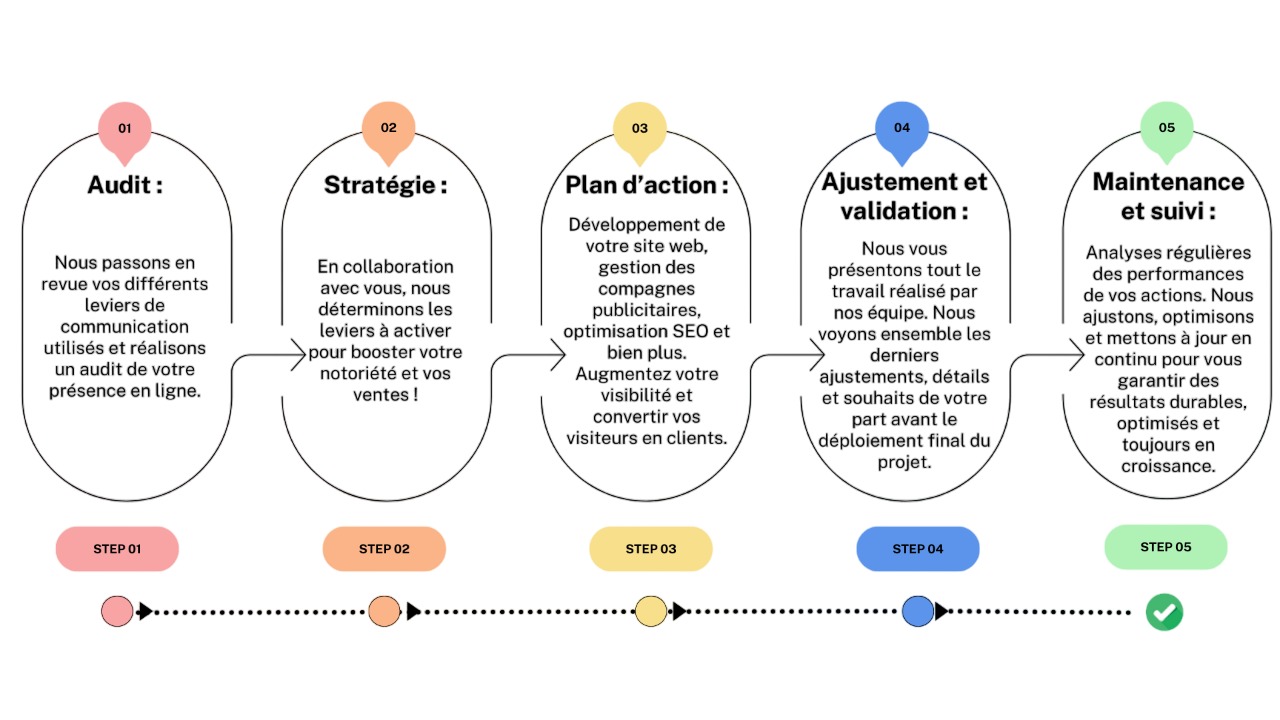 01
Audit :
Nous passons en
revue vos différents
leviers de
communication
utilisés et réalisons
un audit de votre
présence en ligne.
02
Stratégie :
En collaboration
avec vous, nous
déterminons les
leviers à activer
pour booster votre
notoriété et vos
ventes !
03
Plan d'action :
Développement de
votre site web,
gestion des
compagnes
publicitaires,
optimisation SEO et
bien plus.
Augmentez votre
visibilité et
convertir vos
visiteurs en clients.
04
Ajustement et
validation :
Nous vous
présentons tout le
travail réalisé par
nos équipe. Nous
voyons ensemble les
derniers
ajustements, détails
et souhaits de votre
part avant le
déploiement final du
projet.
05
Maintenance
et suivi :
Analyses régulières
des performances
de vos actions. Nous
ajustons, optimisons
et mettons à jour en
continu pour vous
garantir des
résultats durables,
optimisés et
toujours en
croissance.
STEP 01
STEP 02
STEP 03
STEP 04
STEP 05